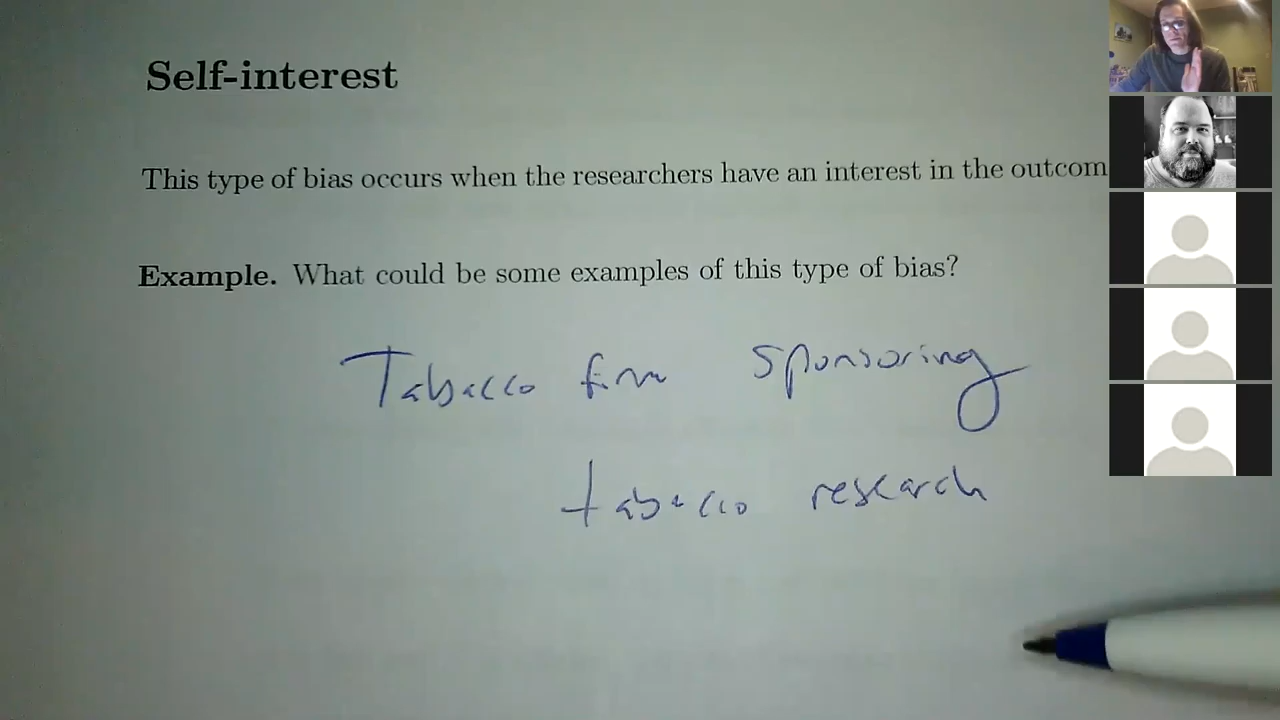 Self-interest
This type of bias occurs when the researchers have an interest in the outcom
Example. What could be some examples of this type of bias?
Tabacco firm sponsoring
tabacco research